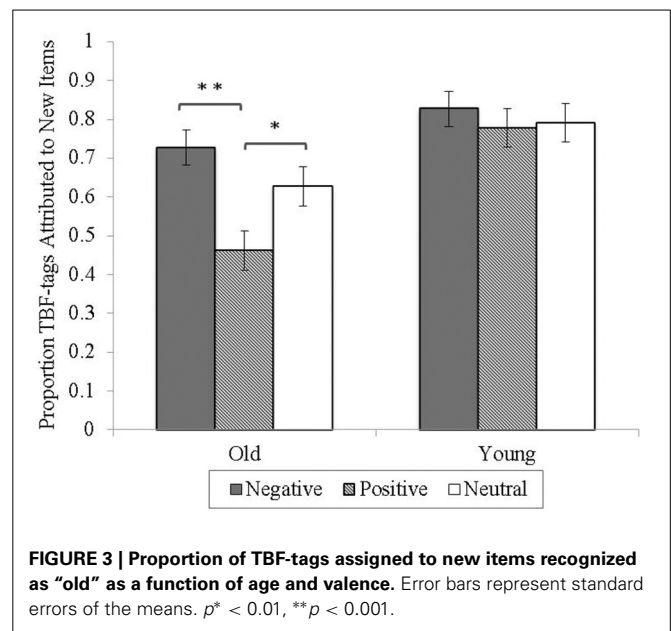 Proportion TBF-tags Attributed to New Items
1
0.9
0.8
0.7
0.6
0.5
0.4
0.3
0.2
0.1
0
**
*
Old Young
Negative Positive Neutral
FIGURE 3 | Proportion of TBF-tags assigned to new items recognized
as “old” as a function of age and valence. Error bars represent standard
errors of the means. p* < 0.01, **p < 0.001.